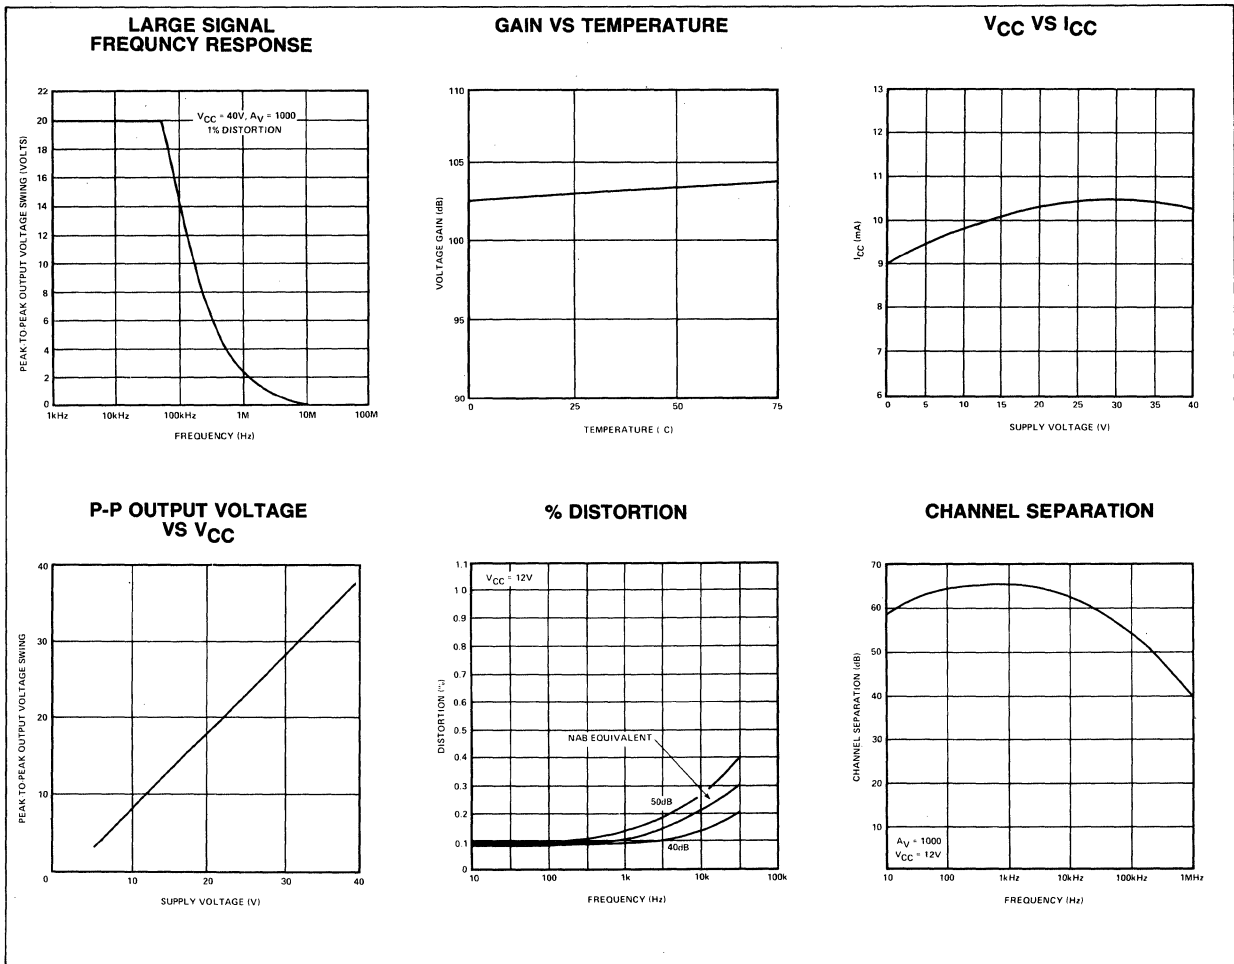 LARGE SIGNAL
FREQUNCY RESPONSE
PEAK-TO-PEAK OUTPUT VOLTAGE SWING (VOLTS)
22
20
18
16
14
12
10
8
6
4
2
0
VCC = 40V, AV = 1000
1% DISTORTION
1kHz 10kHz 100kHz 1M 10M 100M
FREQUENCY (Hz)
GAIN VS TEMPERATURE
VOLTAGE GAIN (dB)
110
105
100
95
90
0 25 50 75
TEMPERATURE ( C)
VCC VS ICC
ICC (mA)
13
12
11
10
9
8
7
6
0 5 10 15 20 25 30 35 40
SUPPLY VOLTAGE (V)
P-P OUTPUT VOLTAGE
VS VCC
PEAK-TO-PEAK OUTPUT VOLTAGE SWING
40
30
20
10
0 10 20 30 40
SUPPLY VOLTAGE (V)
% DISTORTION
DISTORTION (%)
1.1
1.0
0.9
0.8
0.7
0.6
0.5
0.4
0.3
0.2
0.1
0
VCC = 12V
NAB EQUIVALENT
50dB
40dB
10 100 1k 10k 100k
FREQUENCY (Hz)
CHANNEL SEPARATION
CHANNEL SEPARATION (dB)
70
60
50
40
30
20
10
AV = 1000
VCC = 12V
10 100 1kHz 10kHz 100kHz 1MHz
FREQUENCY (Hz)